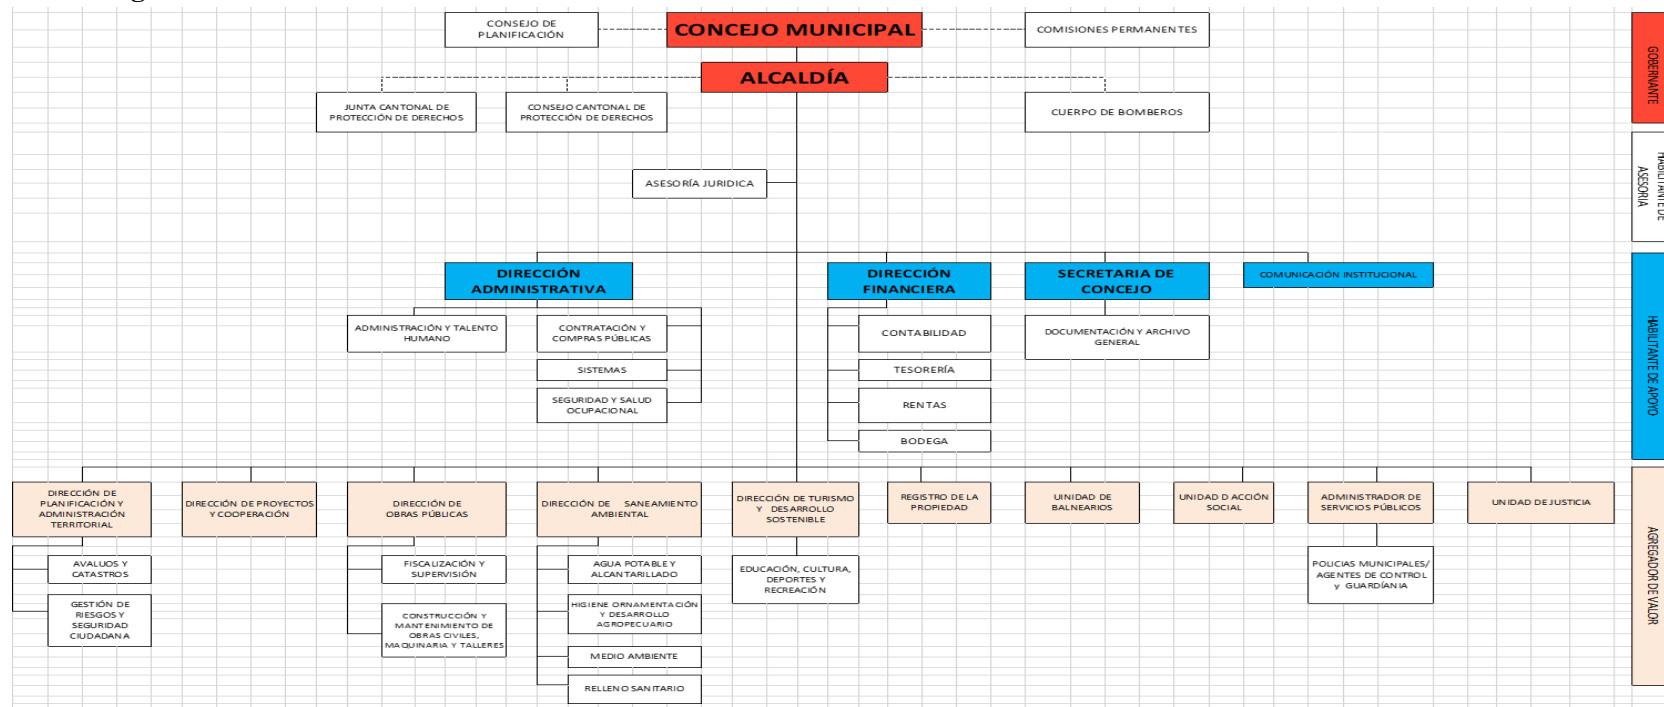 CONSEJO DE
PLANIFICACIÓN
CONCEJO MUNICIPAL
COMISIONES PERMANENTES
ALCALDÍA
JUNTA CANTONAL DE
PROTECCIÓN DE DERECHOS
CONSEJO CANTONAL DE
PROTECCIÓN DE DERECHOS
CUERPO DE BOMBEROS
GOBERNANTE
ASESORÍA JURIDICA
HABILITANTE DE
ASESORIA
DIRECCIÓN
ADMINISTRATIVA
DIRECCIÓN
FINANCIERA
SECRETARIA DE
CONCEJO
COMUNICACIÓN INSTITUCIONAL
ADMINISTRACIÓN Y TALENTO
HUMANO
CONTRATACIÓN Y
COMPRAS PÚBLICAS
SISTEMAS
SEGURIDAD Y SALUD
OCUPACIONAL
CONTABILIDAD
TESORERÍA
RENTAS
BODEGA
DOCUMENTACIÓN Y ARCHIVO
GENERAL
HABILITANTE DE APOYO
DIRECCIÓN DE
PLANIFICACIÓN Y
ADMINISTRACIÓN
TERRITORIAL
DIRECCIÓN DE PROYECTOS
Y COOPERACIÓN
DIRECCIÓN DE
OBRAS PÚBLICAS
DIRECCIÓN DE SANEAMIENTO
AMBIENTAL
DIRECCIÓN DE TURISMO
Y DESARROLLO
SOSTENIBLE
REGISTRO DE LA
PROPIEDAD
UINIDAD DE
BALNEARIOS
UNIDAD D ACCIÓN
SOCIAL
ADMINISTRADOR DE
SERVICIOS PÚBLICOS
UNIDAD DE JUSTICIA
AVALUOS Y
CATASTROS
GESTIÓN DE
RIESGOS Y
SEGURIDAD
CIUDADANA
FISCALIZACIÓN Y
SUPERVISIÓN
CONSTRUCCIÓN Y
MANTENIMIENTO DE
OBRAS CIVILES,
MAQUINARIA Y TALLERES
AGUA POTABLE Y
ALCANTARILLADO
HIGIENE ORNAMENTACIÓN
Y DESARROLLO
AGROPECUARIO
MEDIO AMBIENTE
RELLENO SANITARIO
EDUCACIÓN, CULTURA,
DEPORTES Y
RECREACIÓN
POLICIAS MUNICIPALES/
AGENTES DE CONTROL
y GUARDÍANIA
AGREGADOR DE VALOR